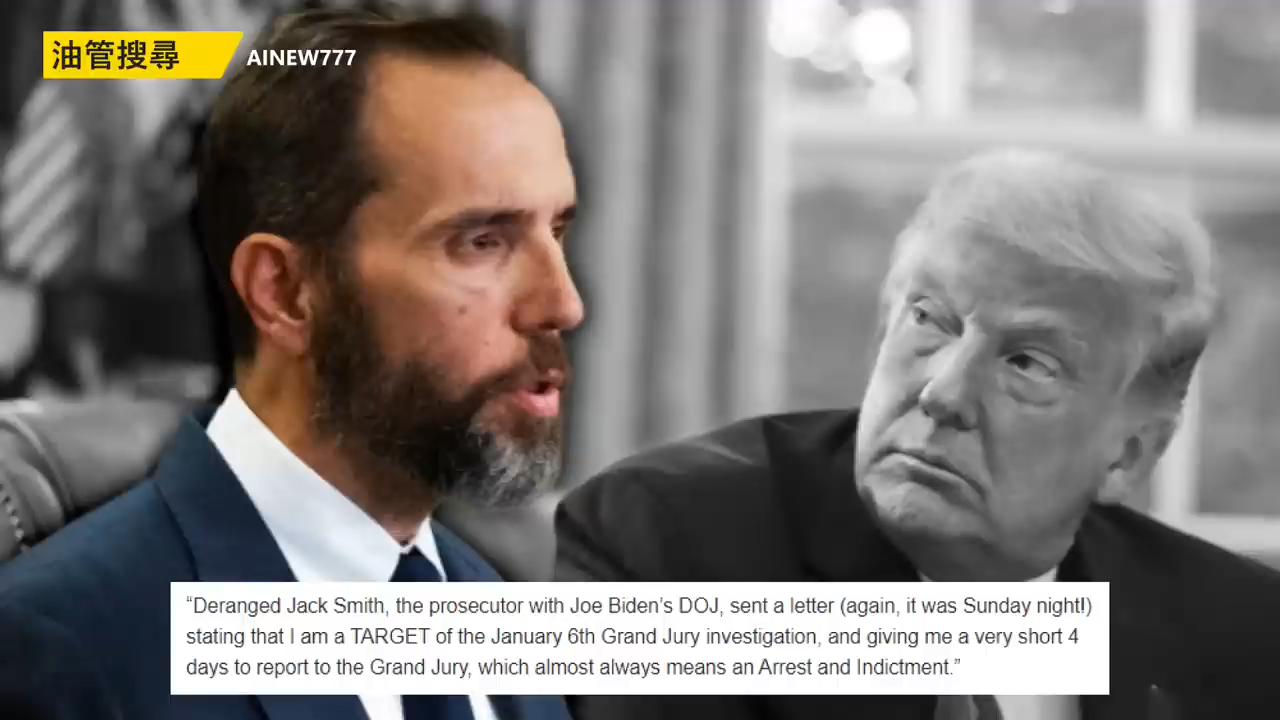 油管搜尋
AINEW777
“Deranged Jack Smith, the prosecutor with Joe Biden’s DOJ, sent a letter (again, it was Sunday night!)
stating that I am a TARGET of the January 6th Grand Jury investigation, and giving me a very short 4
days to report to the Grand Jury, which almost always means an Arrest and Indictment.”